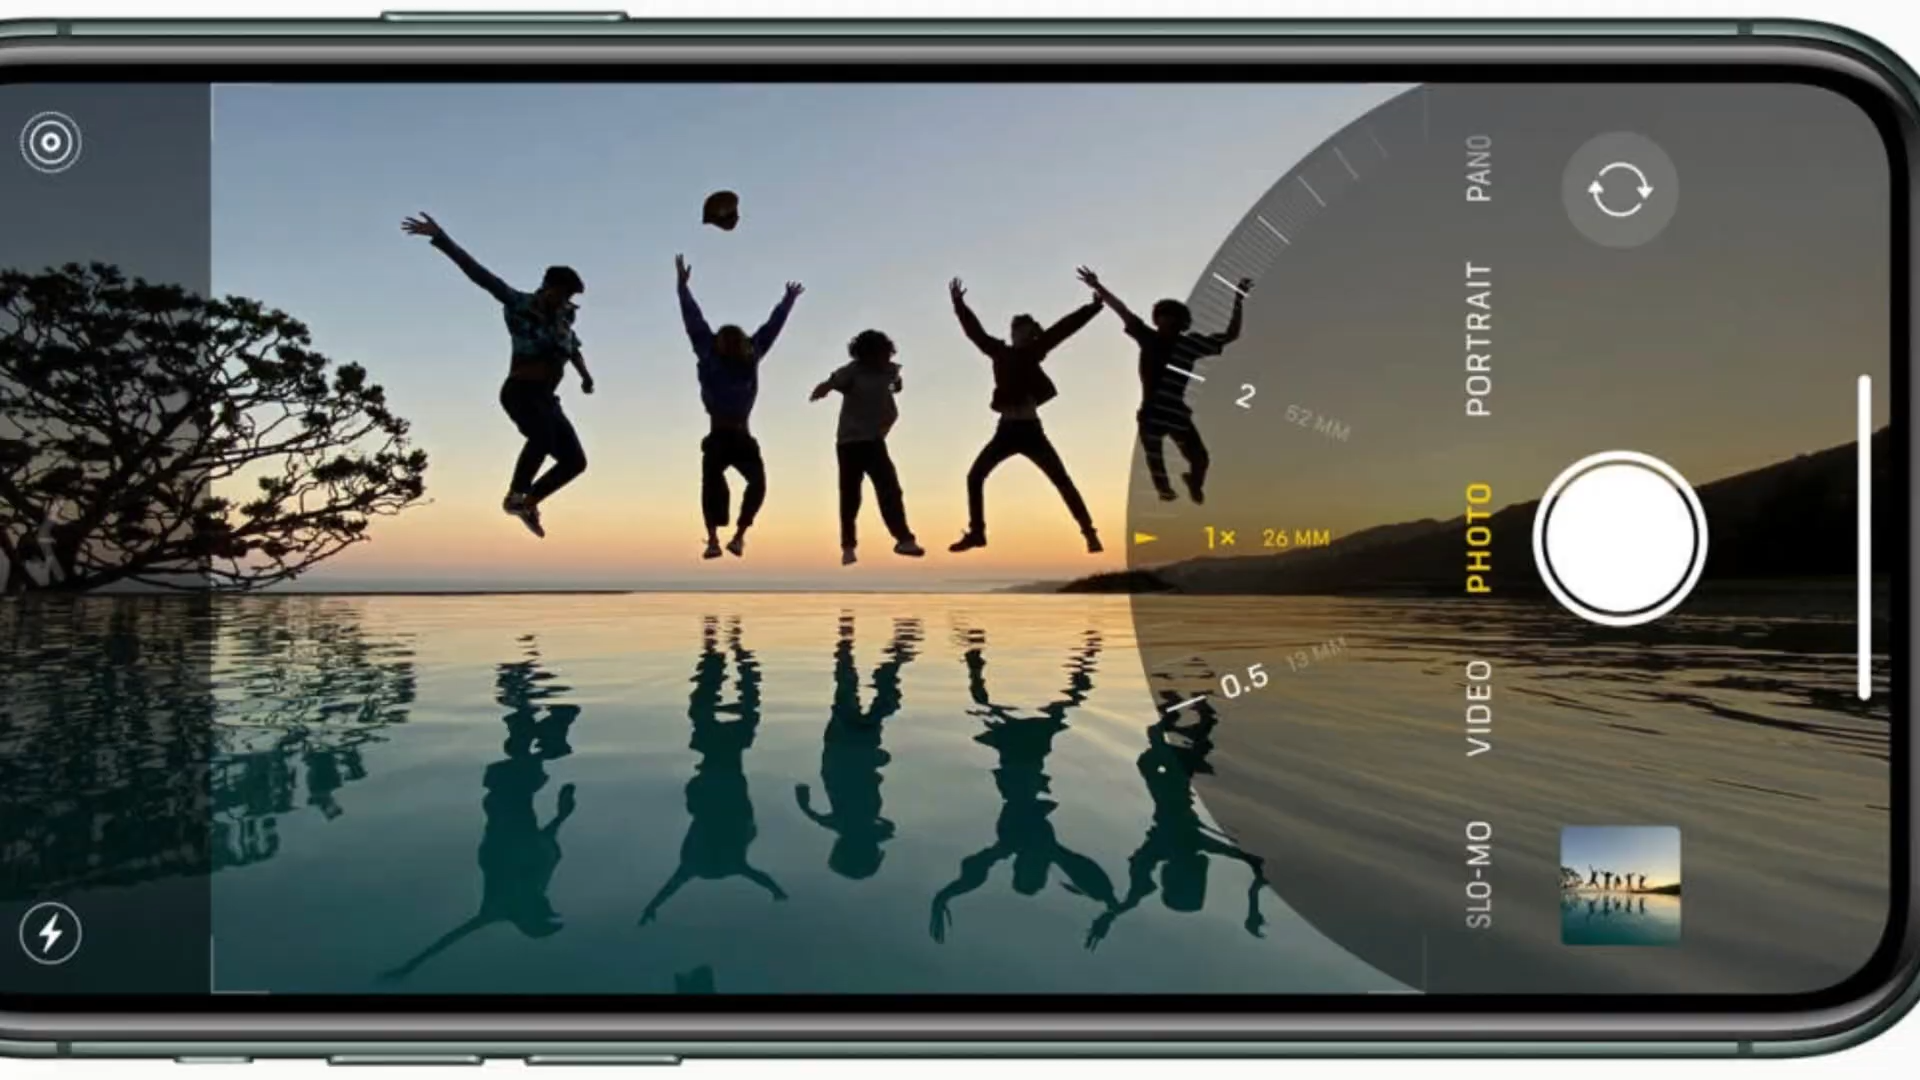 PANO
PORTRAIT
PHOTO
VIDEO
SLO-MO
2 52 MM
1× 26 MM
0.5 13 MM